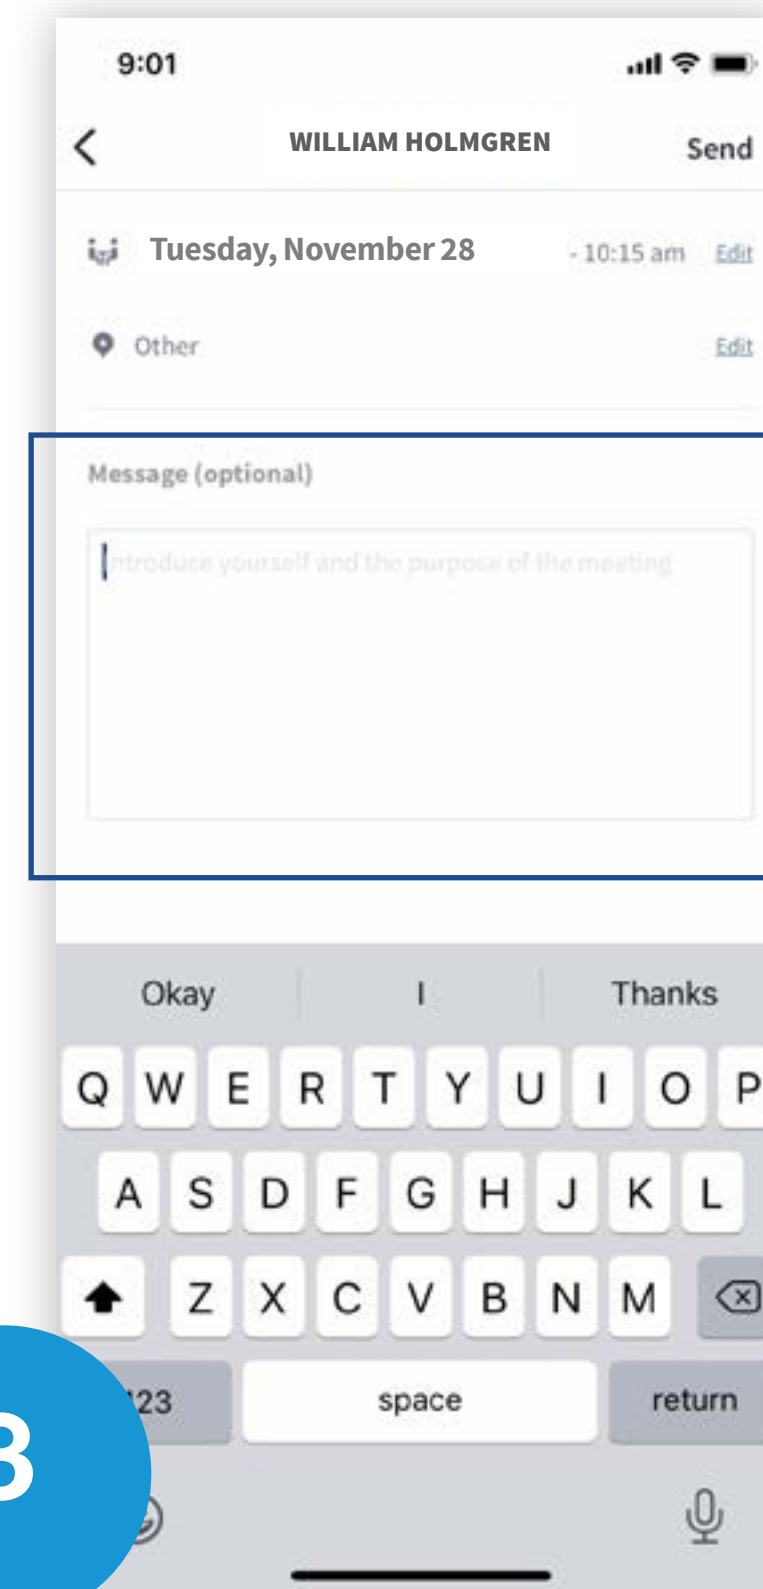 9:01
WILLIAM HOLMGREN Send
Tuesday, November 28 - 10:15 am Edit
Other Edit
Message (optional)
Introduce yourself and the purpose of the meeting
Okay I Thanks
Q W E R T Y U I O P
A S D F G H J K L
Z X C V B N M
123 space return
3